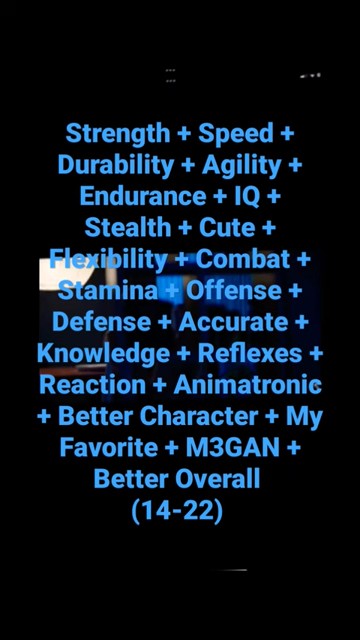 Strength + Speed +
Durability + Agility +
Endurance + IQ +
Stealth + Cute +
Flexibility + Combat +
Stamina + Offense +
Defense + Accurate +
Knowledge + Reflexes +
Reaction + Animatronic
+ Better Character + My
Favorite + M3GAN +
Better Overall
(14-22)